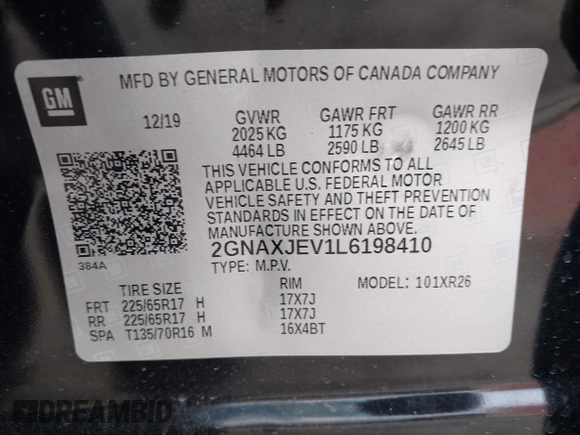 GM
MFD BY GENERAL MOTORS OF CANADA COMPANY
12/19 GVWR GAWR FRT GAWR RR
2025 KG 1175 KG 1200 KG
4464 LB 2590 LB 2645 LB
THIS VEHICLE CONFORMS TO ALL
APPLICABLE U.S. FEDERAL MOTOR
VEHICLE SAFETY AND THEFT PREVENTION
STANDARDS IN EFFECT ON THE DATE OF
MANUFACTURE SHOWN ABOVE.
384A 2GNAXJEV1L6198410
TYPE: M.P.V. MODEL: 101XR26
TIRE SIZE RIM
FRT 225/65R17 H 17X7J
RR 225/65R17 H 17X7J
SPA T135/70R16 M 16X4BT
DREAMBID